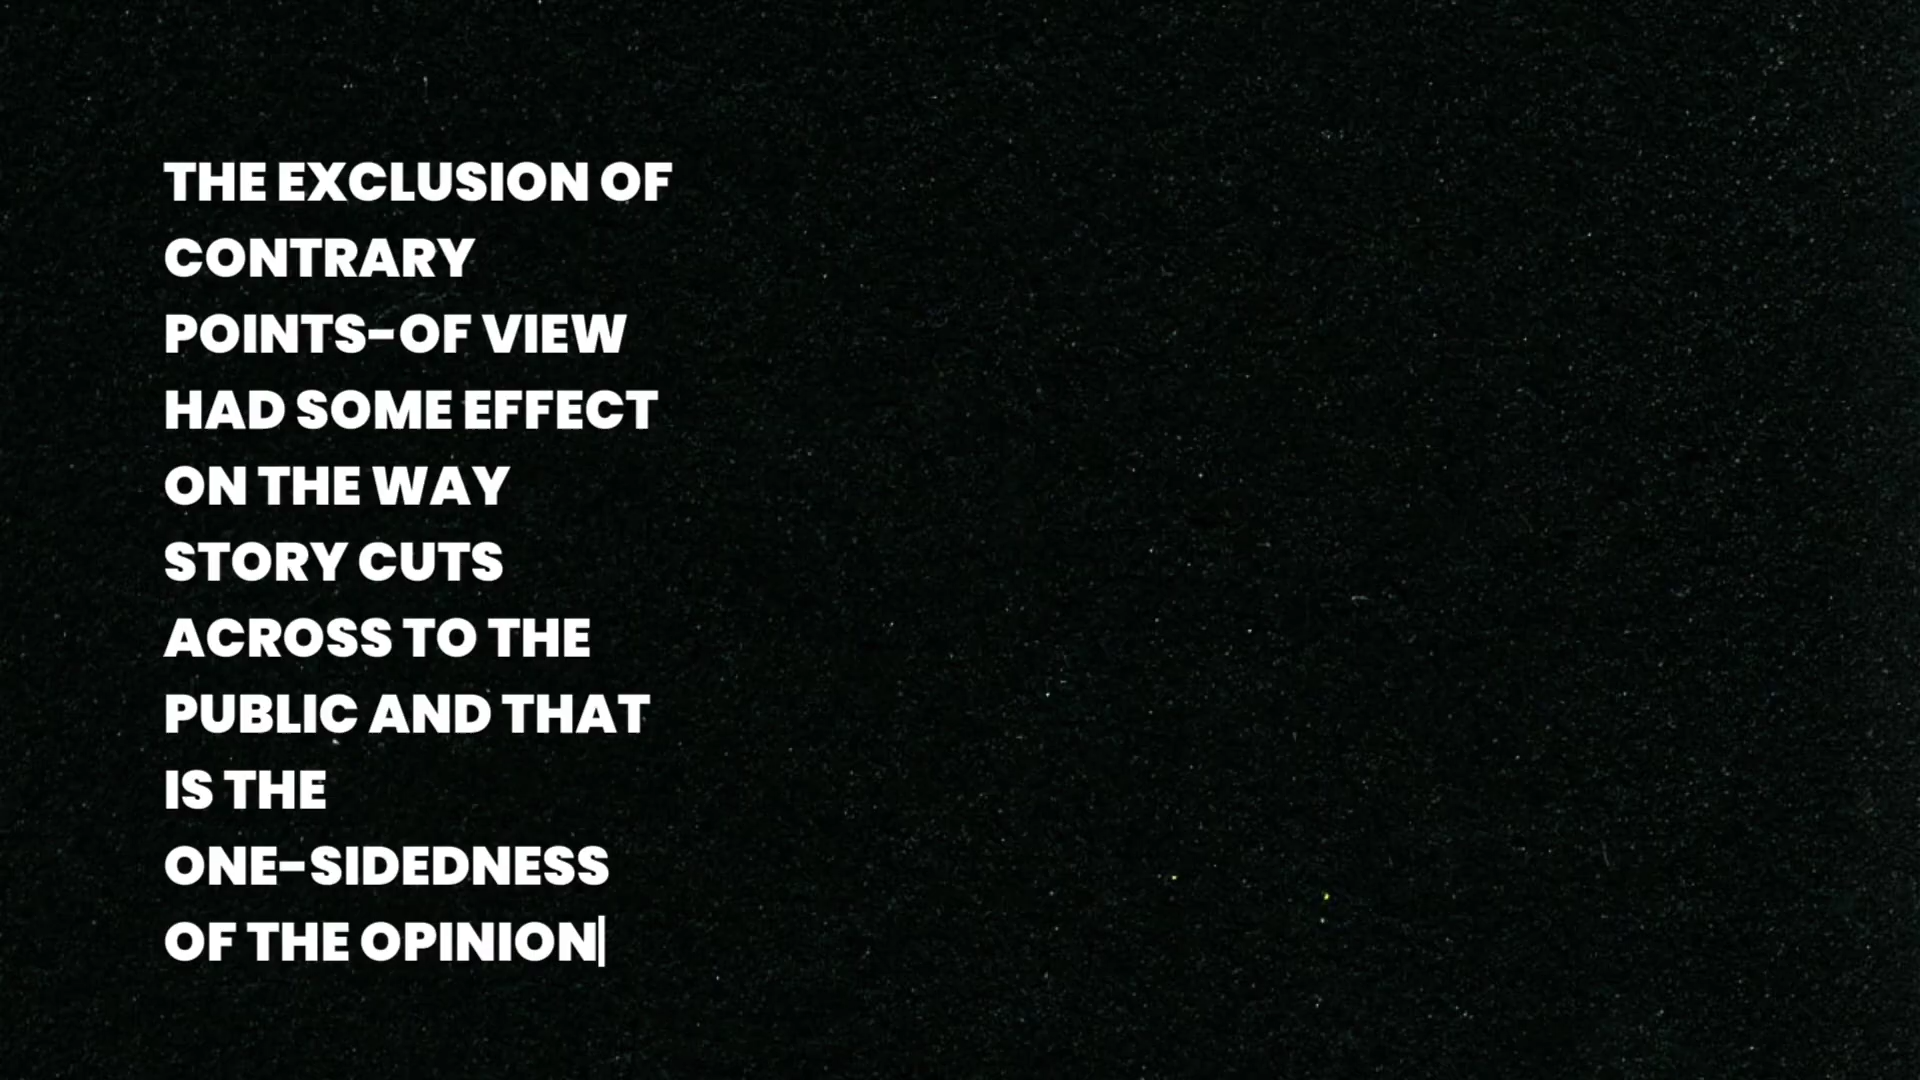 THE EXCLUSION OF
CONTRARY
POINTS-OF VIEW
HAD SOME EFFECT
ON THE WAY
STORY CUTS
ACROSS TO THE
PUBLIC AND THAT
IS THE
ONE-SIDEDNESS
OF THE OPINION